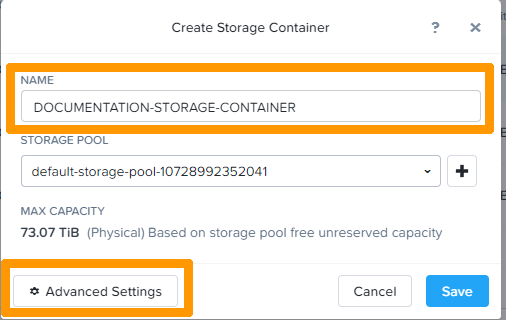 Create Storage Container ? ×
NAME
DOCUMENTATION-STORAGE-CONTAINER
STORAGE POOL
default-storage-pool-10728992352041
MAX CAPACITY
73.07 TiB (Physical) Based on storage pool free unreserved capacity
Advanced Settings Cancel Save